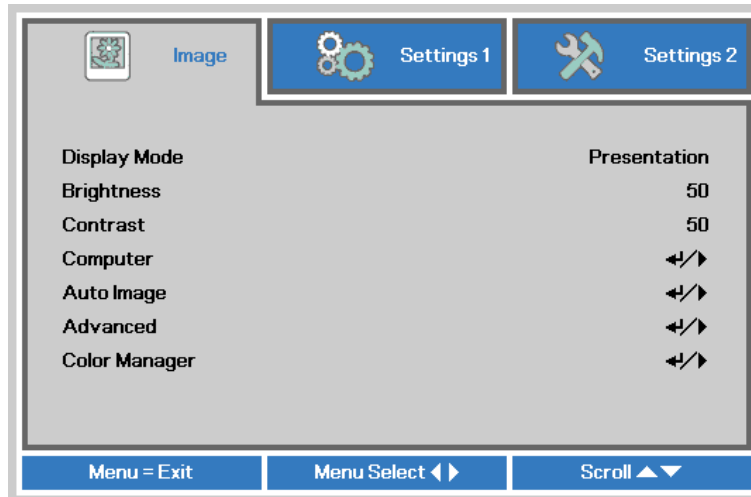 Image Settings 1 Settings 2
Display Mode Presentation
Brightness 50
Contrast 50
Computer
Auto Image
Advanced
Color Manager
Menu = Exit Menu Select Scroll